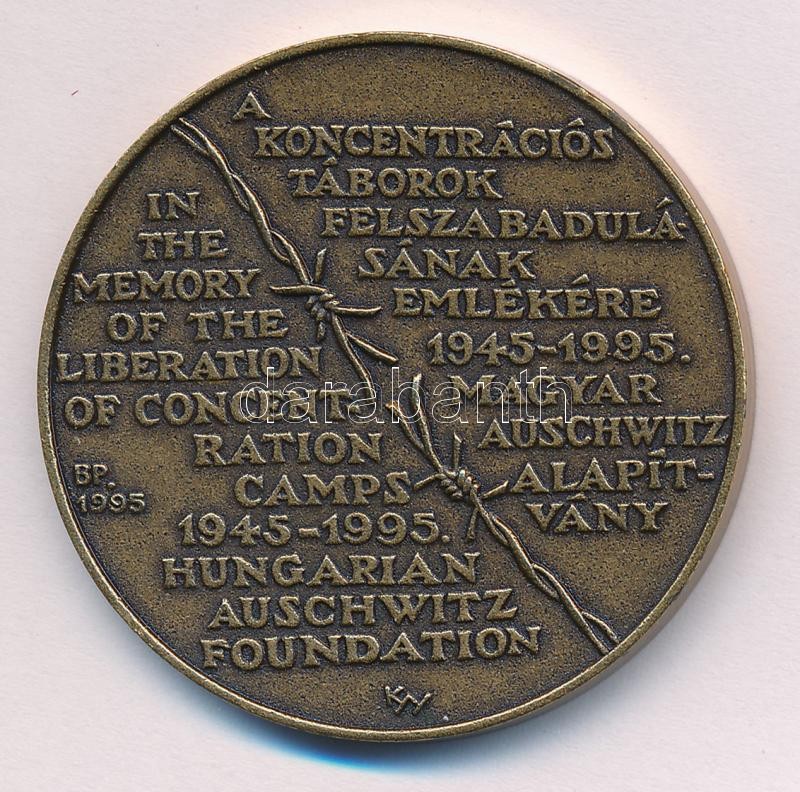 A
KONCENTRÁCIÓS
TÁBOROK
FELSZABADULÁ-
SÁNAK
EMLÉKÉRE
1945-1995.
MAGYAR
AUSCHWITZ
ALAPÍT-
VÁNY
IN
THE
MEMORY
OF THE
LIBERATION
OF CONCENT-
RATION
CAMPS
1945-1995.
HUNGARIAN
AUSCHWITZ
FOUNDATION
BP.
1995
darabanth